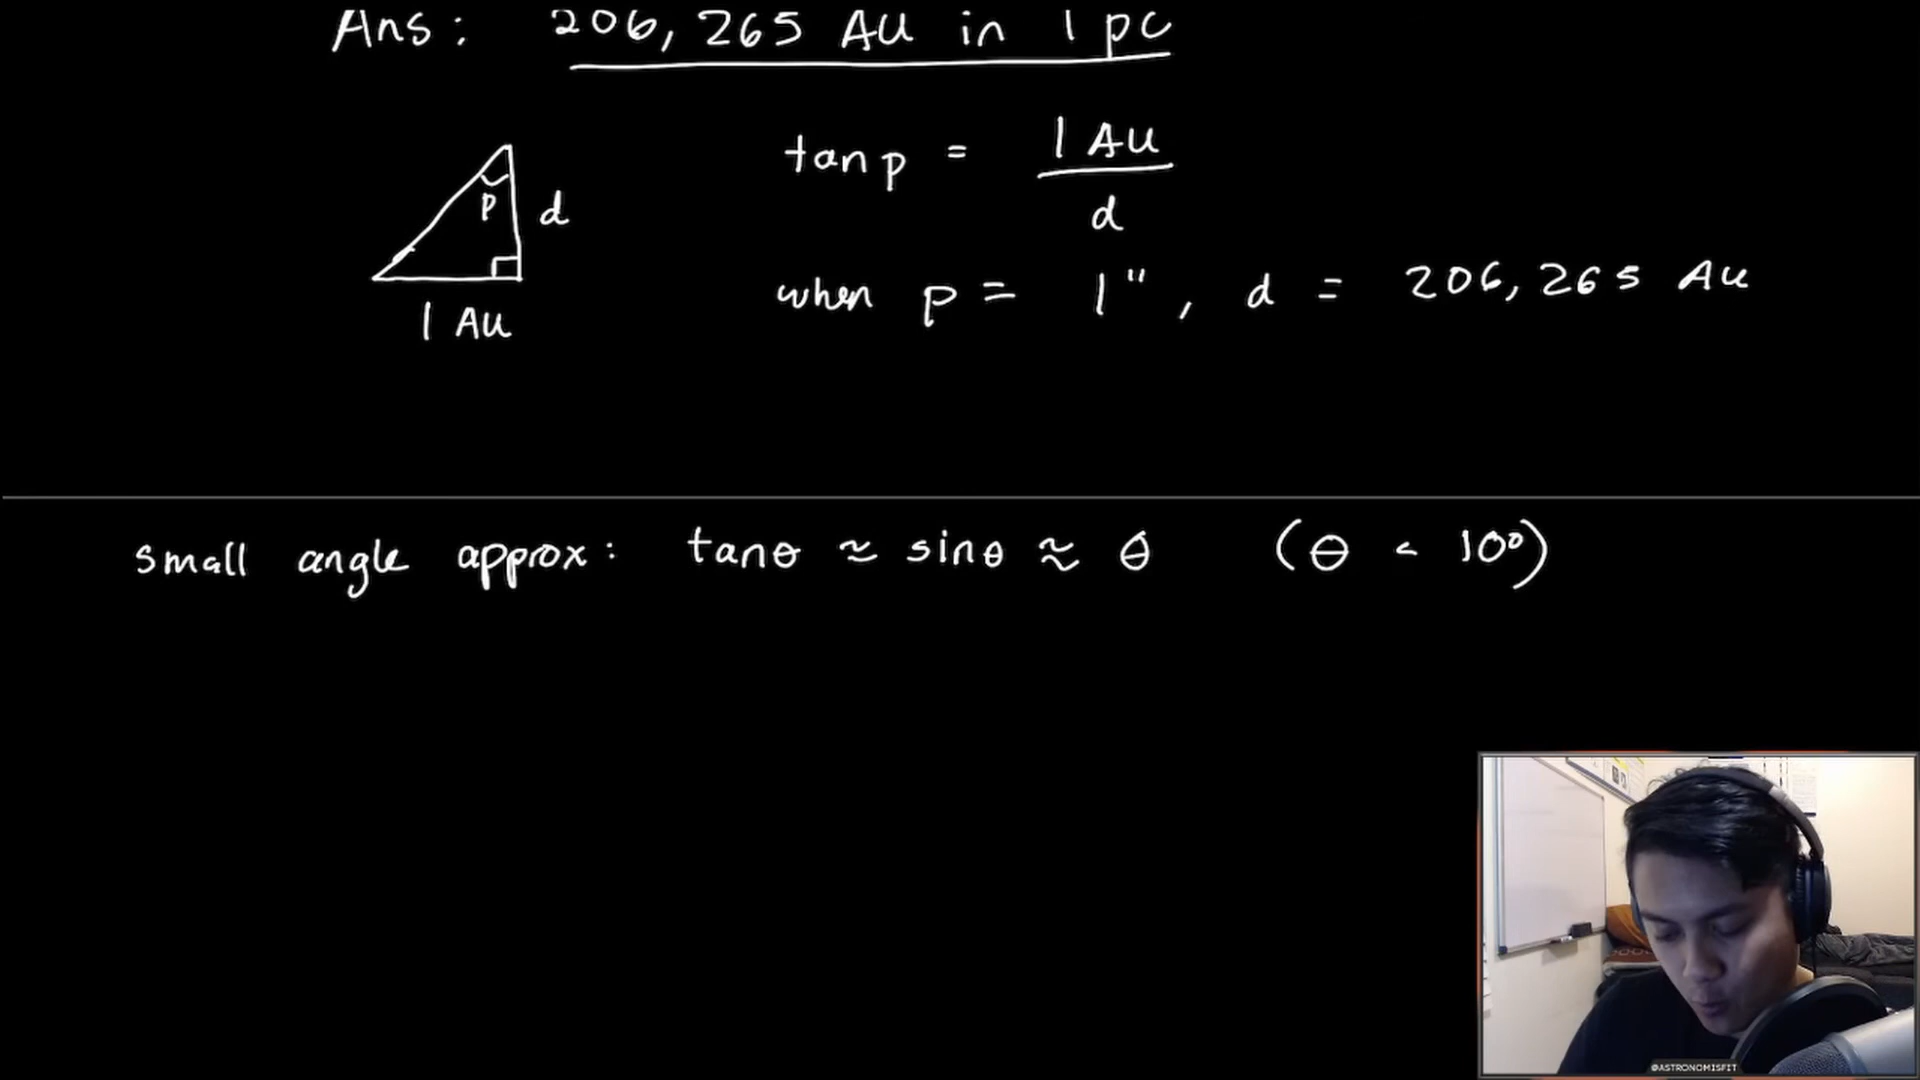 Ans: 206,265 AU in 1 pc
tan p = 1 AU / d
p d
1 AU
when p = 1", d = 206,265 AU
small angle approx: tanθ ≈ sinθ ≈ θ (θ < 10°)
@ASTRONOMISFIT